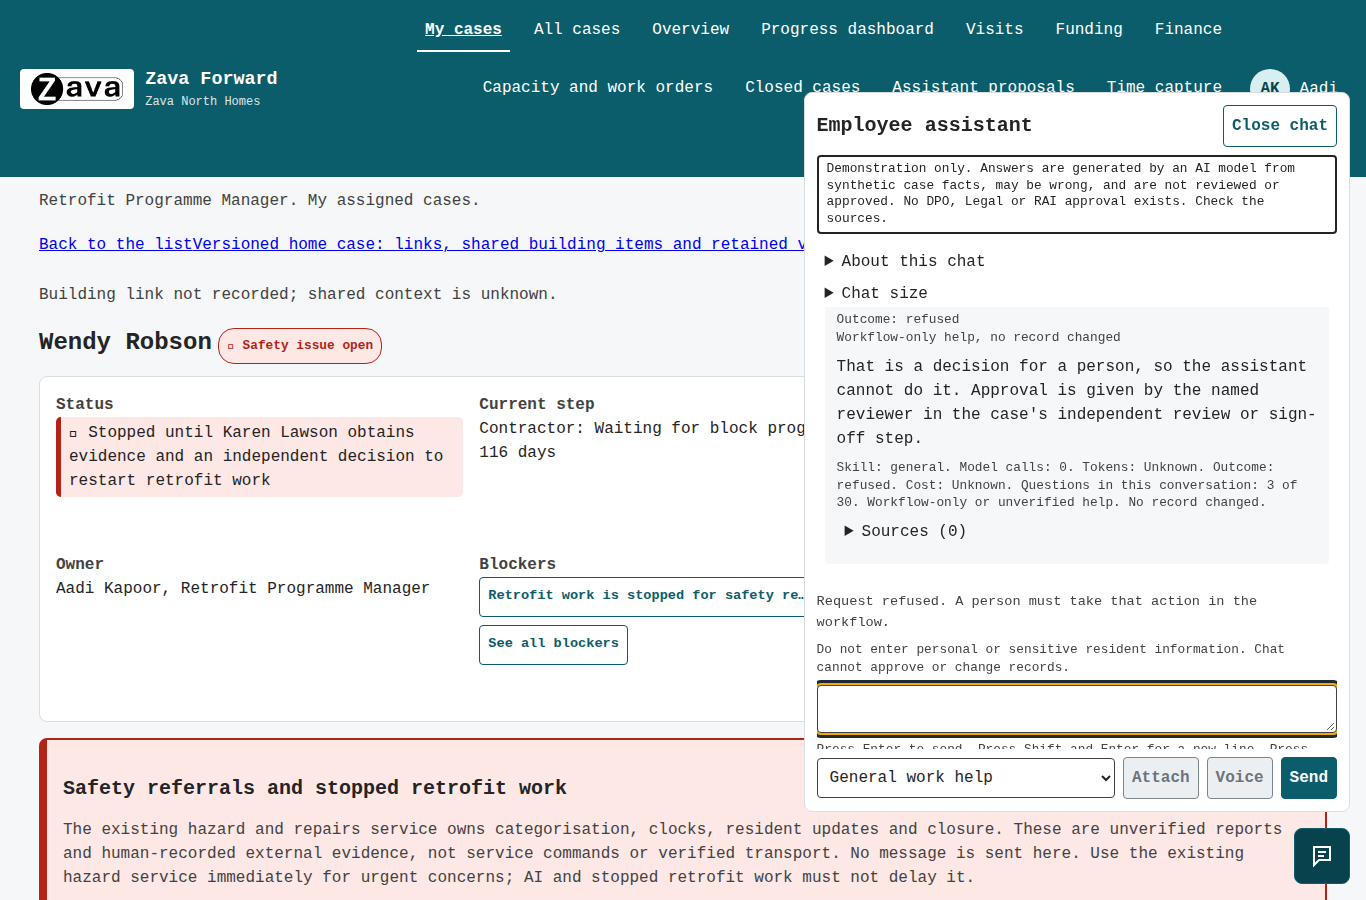 My cases All cases Overview Progress dashboard Visits Funding Finance
Zava
Zava Forward
Zava North Homes
Capacity and work orders Closed cases Assistant proposals Time capture AK Aadi
Retrofit Programme Manager. My assigned cases.
Back to the listVersioned home case: links, shared building items and retained v
Building link not recorded; shared context is unknown.
Wendy Robson
Safety issue open
Status
Stopped until Karen Lawson obtains
evidence and an independent decision to
restart retrofit work
Current step
Contractor: Waiting for block prog
116 days
Owner
Aadi Kapoor, Retrofit Programme Manager
Blockers
Retrofit work is stopped for safety re…
See all blockers
Safety referrals and stopped retrofit work
The existing hazard and repairs service owns categorisation, clocks, resident updates and closure. These are unverified reports
and human-recorded external evidence, not service commands or verified transport. No message is sent here. Use the existing
hazard service immediately for urgent concerns; AI and stopped retrofit work must not delay it.
Employee assistant
Close chat
Demonstration only. Answers are generated by an AI model from
synthetic case facts, may be wrong, and are not reviewed or
approved. No DPO, Legal or RAI approval exists. Check the
sources.
About this chat
Chat size
Outcome: refused
Workflow-only help, no record changed
That is a decision for a person, so the assistant
cannot do it. Approval is given by the named
reviewer in the case's independent review or sign-
off step.
Skill: general. Model calls: 0. Tokens: Unknown. Outcome:
refused. Cost: Unknown. Questions in this conversation: 3 of
30. Workflow-only or unverified help. No record changed.
Sources (0)
Request refused. A person must take that action in the
workflow.
Do not enter personal or sensitive resident information. Chat
cannot approve or change records.
Press Enter to send. Press Shift and Enter for a new line. Press
General work help
Attach
Voice
Send